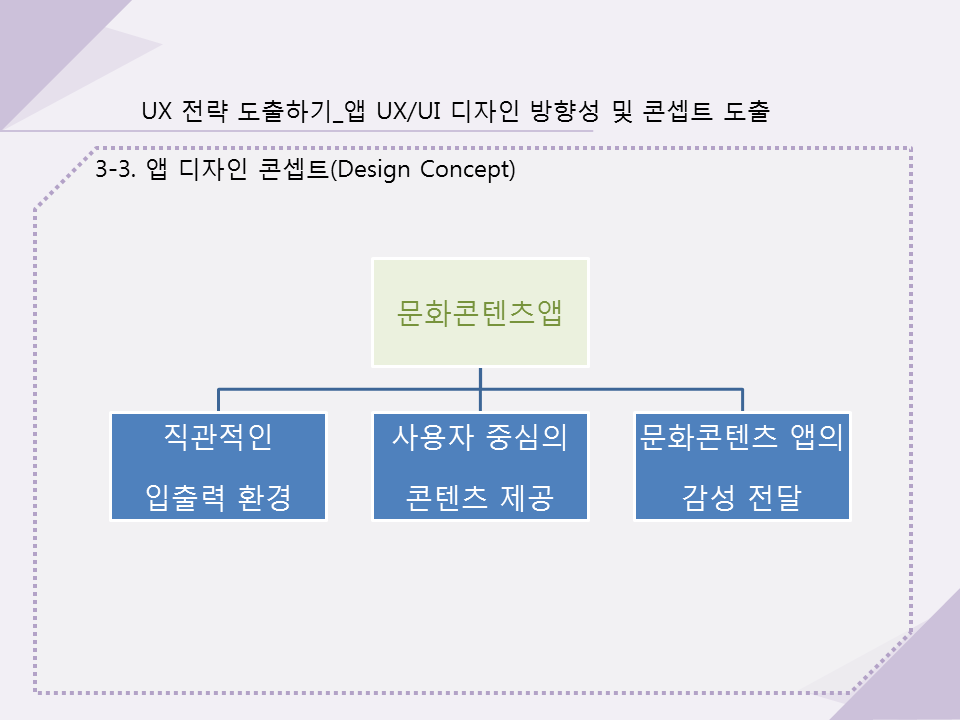 UX 전략 도출하기_앱 UX/UI 디자인 방향성 및 콘셉트 도출
3-3. 앱 디자인 콘셉트(Design Concept)
문화콘텐츠앱
직관적인
입출력 환경
사용자 중심의
콘텐츠 제공
문화콘텐츠 앱의
감성 전달